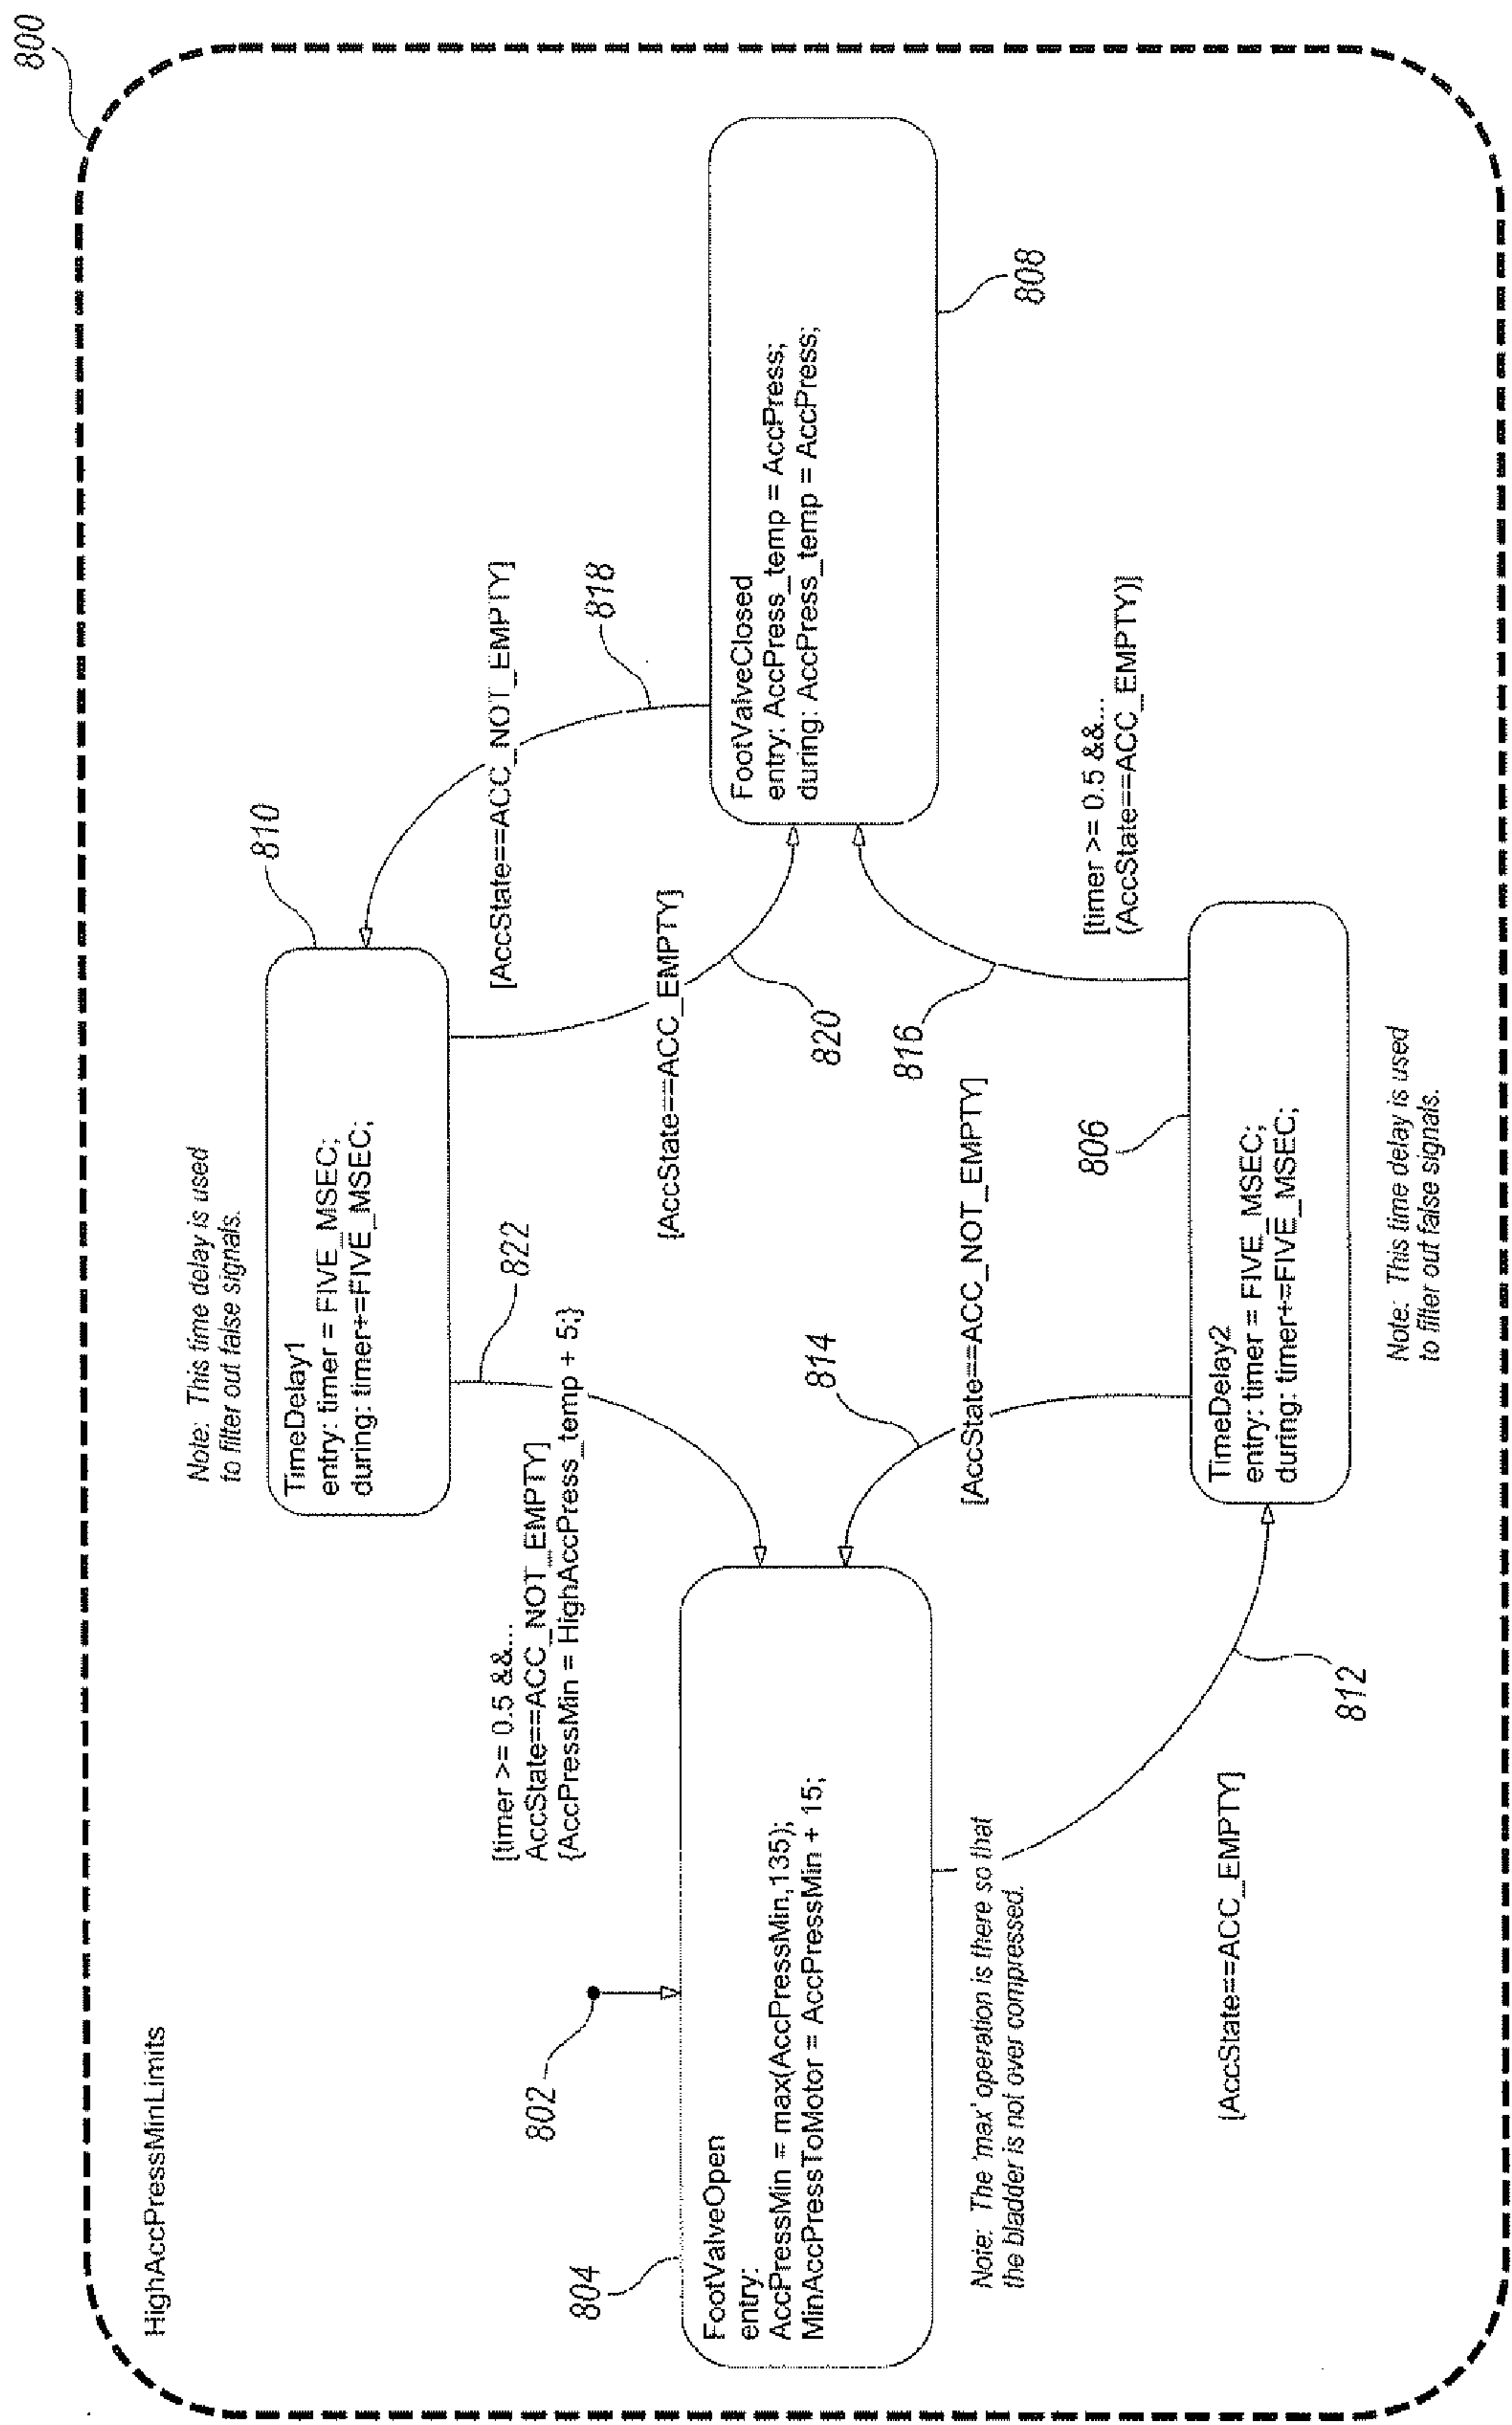 800
HighAccPressMinLimits
Note: This time delay is used
to filter out false signals.
810
TimeDelay1
entry: timer = FIVE_MSEC;
during: timer+=FIVE_MSEC;
822
[timer >= 0.5 &&...
AccState==ACC_NOT_EMPTY]
{AccPressMin = HighAccPress_temp + 5;}
[AccState==ACC_NOT_EMPTY]
818
[AccState==ACC_EMPTY]
820
802
804
FootValveOpen
entry:
AccPressMin = max(AccPressMin,135);
MinAccPressToMotor = AccPressMin + 15;
FootValveClosed
entry: AccPress_temp = AccPress;
during: AccPress_temp = AccPress;
808
814
816
Note: The 'max' operation is there so that
the bladder is not over compressed.
[AccState==ACC_NOT_EMPTY]
[timer >= 0.5 &&...
(AccState==ACC_EMPTY)]
806
TimeDelay2
entry: timer = FIVE_MSEC;
during: timer+=FIVE_MSEC;
[AccState==ACC_EMPTY]
812
Note: This time delay is used
to filter out false signals.